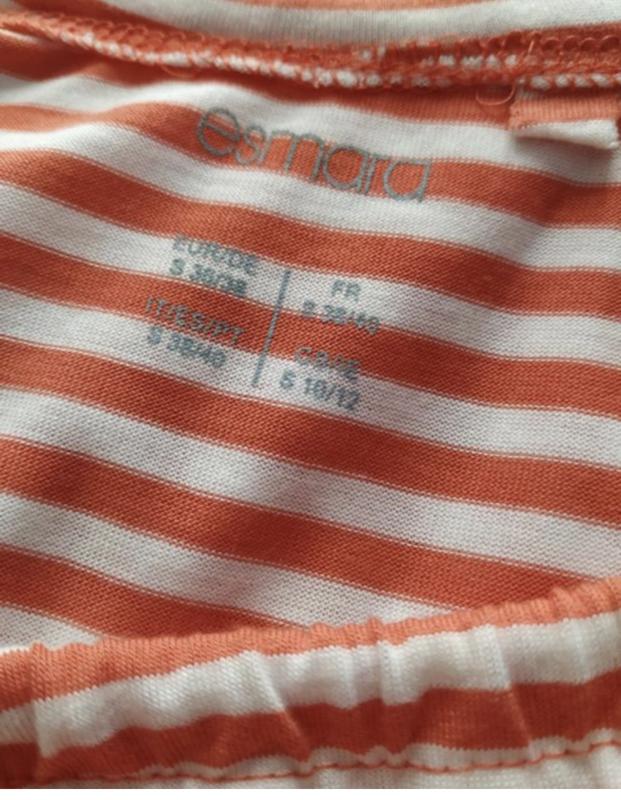 esmara
EUR/DE
S 36/38
FR
S 38/40
IT/ES/PT
S 38/40
GB/IE
S 10/12